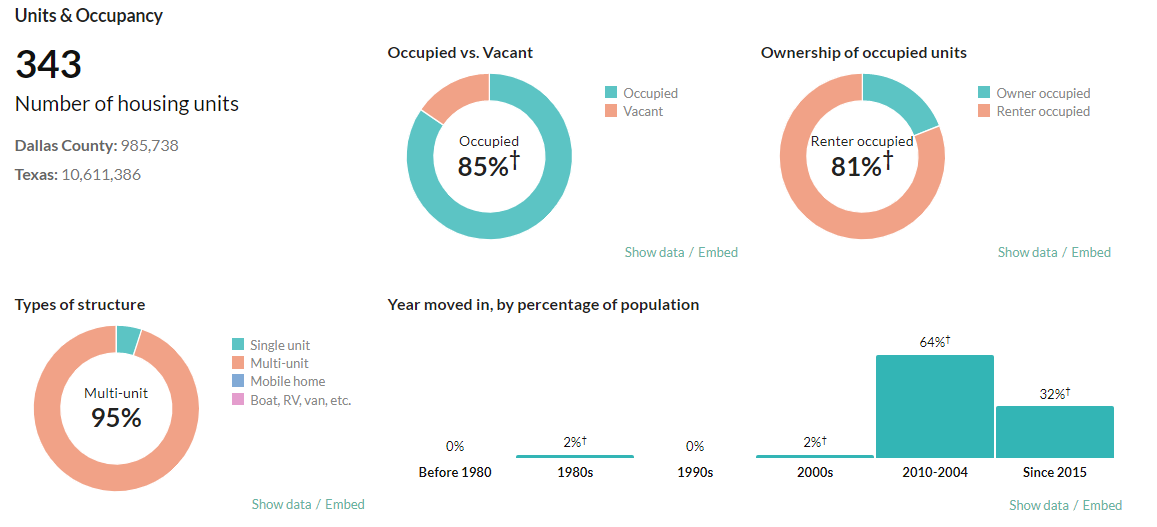 Units & Occupancy
343
Number of housing units
Dallas County: 985,738
Texas: 10,611,386
Occupied vs. Vacant
Occupied
85%†
Occupied
Vacant
Show data / Embed
Ownership of occupied units
Renter occupied
81%†
Owner occupied
Renter occupied
Show data / Embed
Types of structure
Multi-unit
95%
Single unit
Multi-unit
Mobile home
Boat, RV, van, etc.
Show data / Embed
Year moved in, by percentage of population
0%
2%†
0%
2%†
64%†
32%†
Before 1980
1980s
1990s
2000s
2010-2004
Since 2015
Show data / Embed